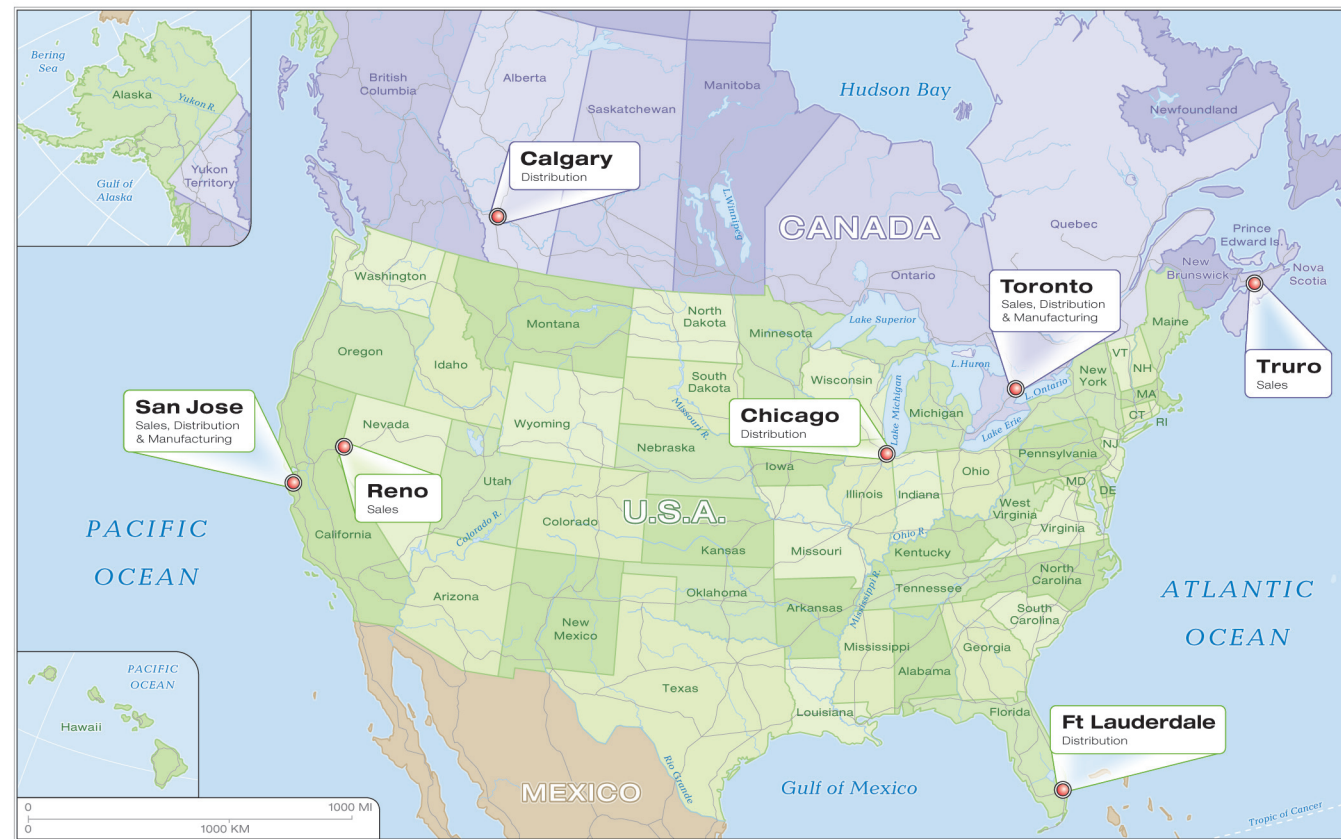 Bering
Sea
Alaska
Yukon R.
Gulf of
Alaska
Yukon
Territory
British
Columbia
Alberta
Saskatchewan
Manitoba
Hudson Bay
Newfoundland
Calgary
Distribution
L.Winnipeg
CANADA
Quebec
Ontario
Prince
Edward Is.
New
Brunswick
Nova
Scotia
Toronto
Sales, Distribution
& Manufacturing
Truro
Sales
Washington
Montana
North
Dakota
Minnesota
Lake Superior
Maine
Oregon
Idaho
South
Dakota
Wisconsin
L.Huron
L. Ontario
VT
NH
New
York
MA
CT
RI
San Jose
Sales, Distribution
& Manufacturing
Nevada
Wyoming
Missouri R.
Chicago
Distribution
Lake Michigan
Michigan
Lake Erie
Nebraska
Iowa
Pennsylvania
NJ
Reno
Sales
Utah
Colorado R.
Colorado
U.S.A.
Illinois
Indiana
Ohio
MD
DE
West
Virginia
Virginia
PACIFIC
OCEAN
California
Kansas
Missouri
Ohio R.
Kentucky
North
Carolina
Arizona
New
Mexico
Oklahoma
Arkansas
Mississippi R.
Tennessee
South
Carolina
ATLANTIC
OCEAN
Texas
Mississippi
Alabama
Georgia
Louisiana
Florida
Ft Lauderdale
Distribution
PACIFIC
OCEAN
Hawaii
MEXICO
Rio Grande
Gulf of Mexico
Tropic of Cancer
0
1000 MI
0
1000 KM